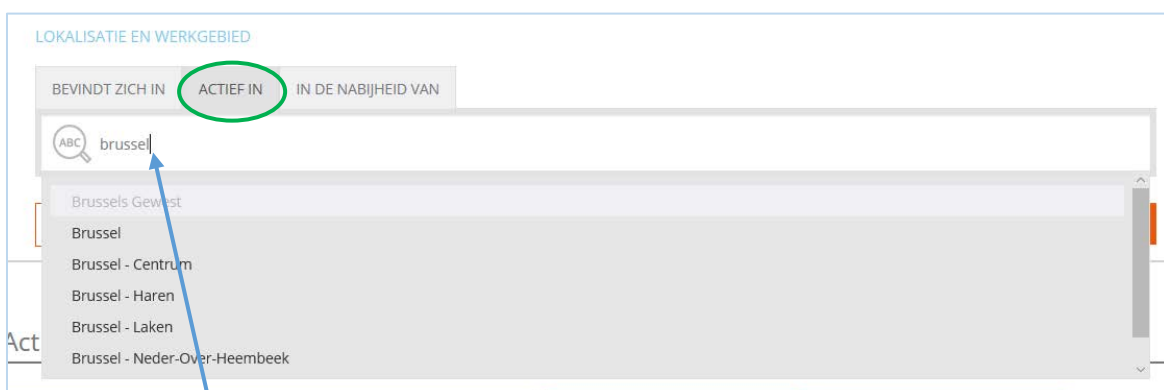 LOKALISATIE EN WERKGEBIED
BEVINDT ZICH IN ACTIEF IN IN DE NABIJHEID VAN
ABC brussel
Brussels Gewest
Brussel
Brussel - Centrum
Brussel - Haren
Brussel - Laken
Act
Brussel - Neder-Over-Heembeek